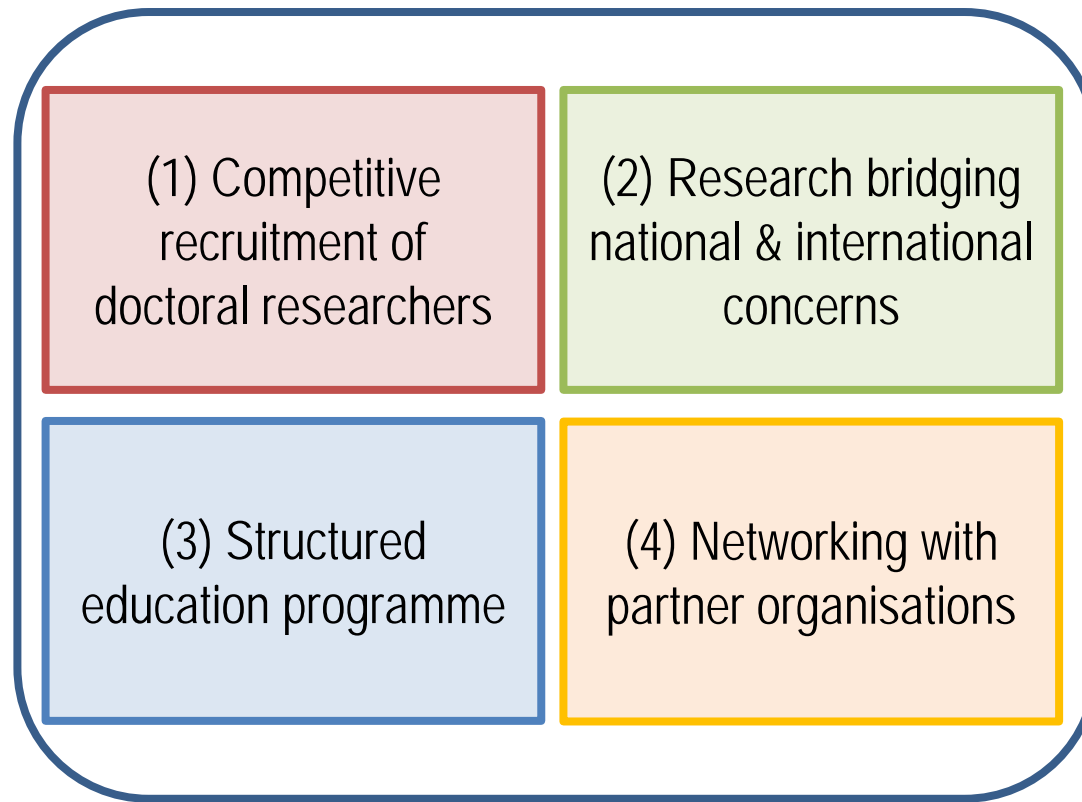 (1) Competitive
recruitment of
doctoral researchers
(2) Research bridging
national & international
concerns
(3) Structured
education programme
(4) Networking with
partner organisations